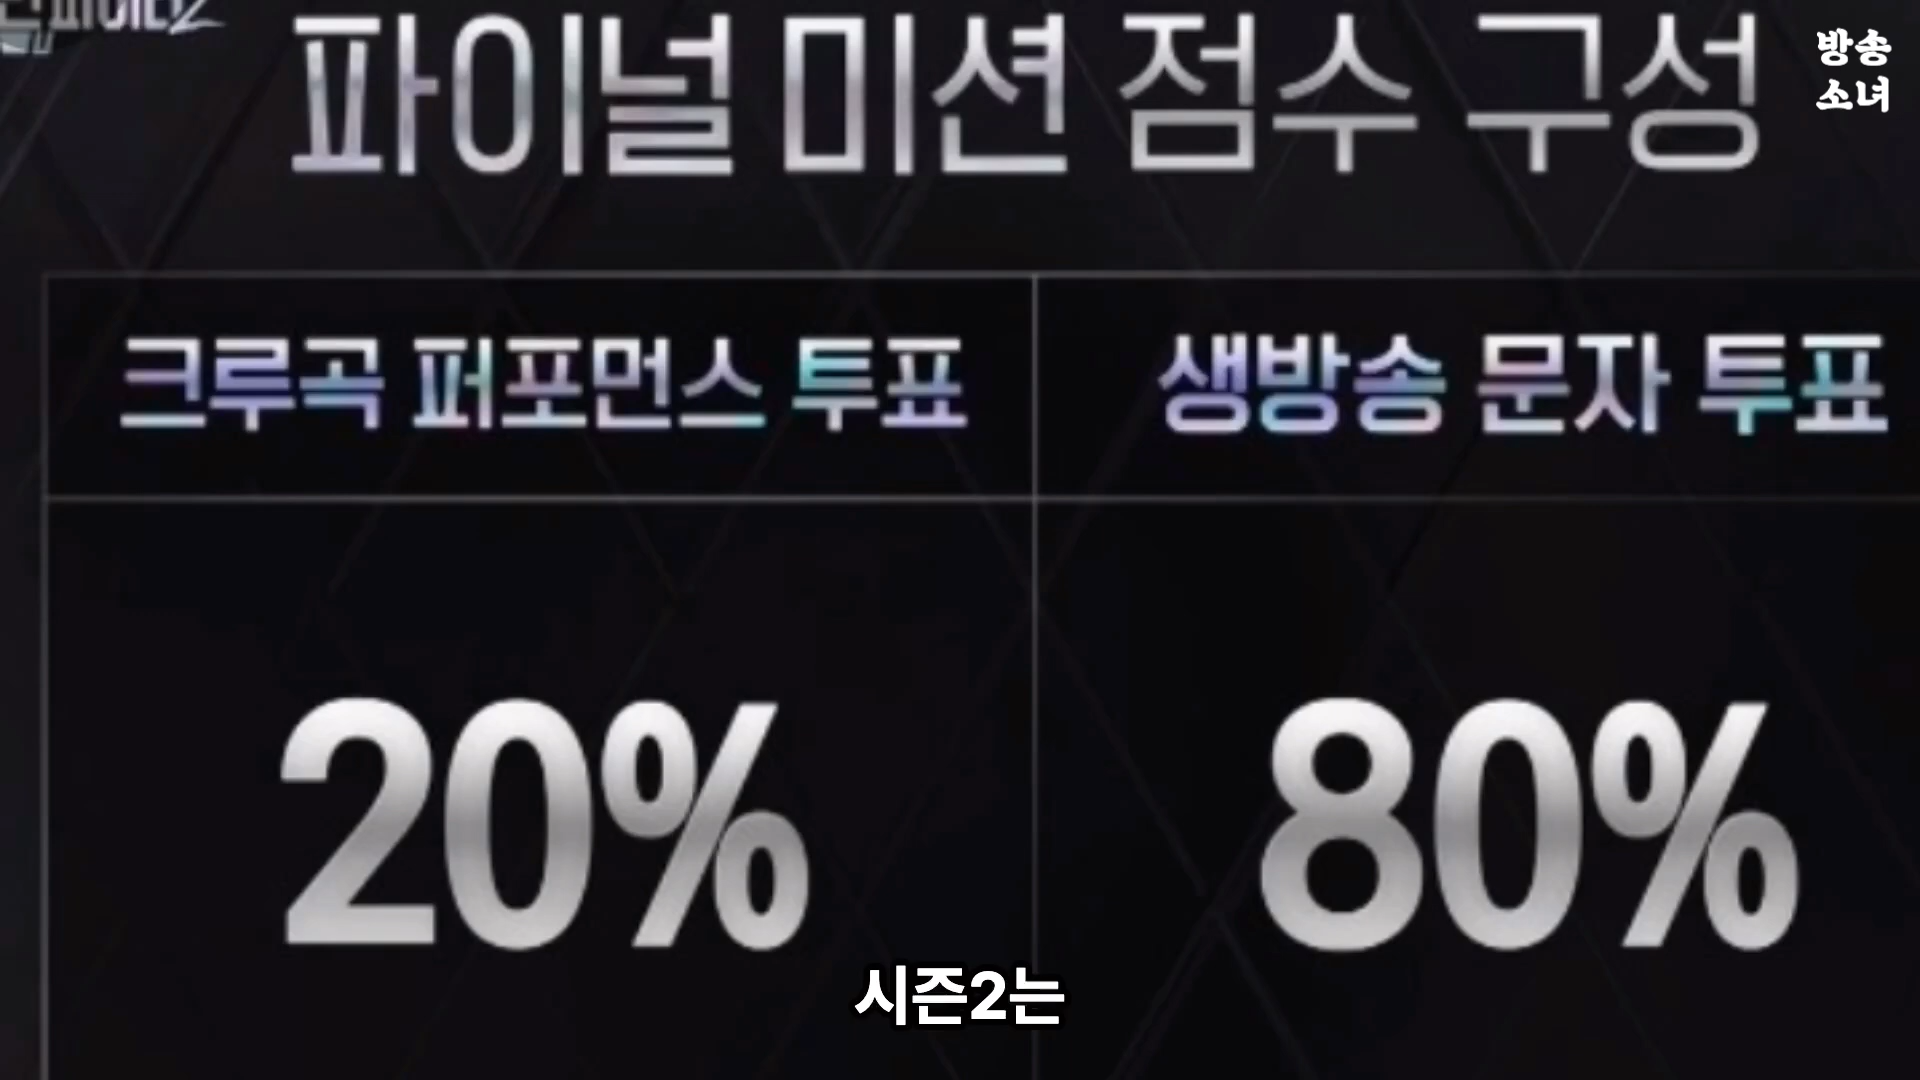 파이널 미션 점수 구성
방송
소녀
크루곡 퍼포먼스 투표
생방송 문자 투표
20%
80%
시즌2는